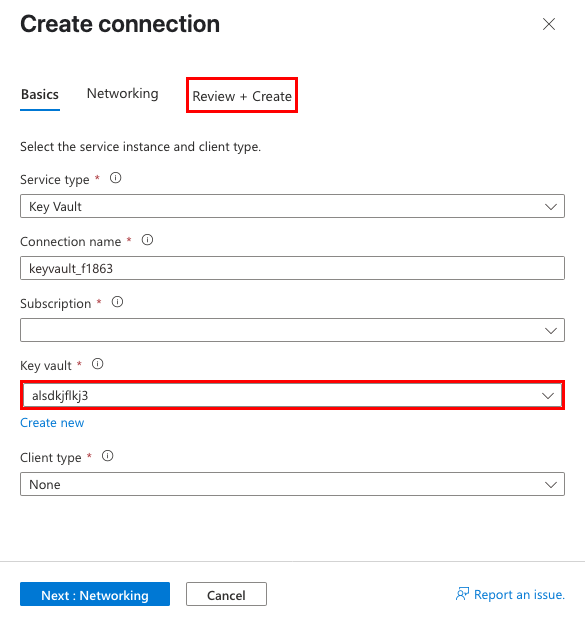 Create connection
Basics Networking Review + Create
Select the service instance and client type.
Service type *
Key Vault
Connection name *
keyvault_f1863
Subscription *
Key vault *
alsdkjflkj3
Create new
Client type *
None
Next : Networking Cancel Report an issue.